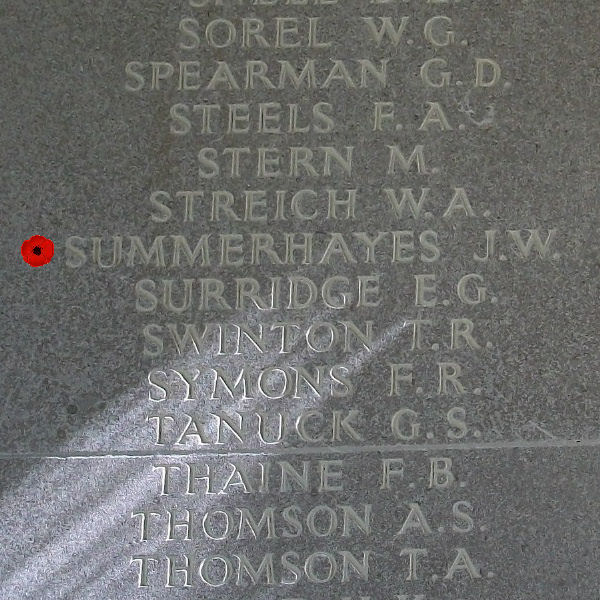 SOREL W.G.
SPEARMAN G.D.
STEELS F.A.
STERN M.
STREICH W.A.
SUMMERHAYES J.W.
SURRIDGE E.G.
SWINTON T.R.
SYMONS F.R.
TANUCK G.S.
THAINE F.B.
THOMSON A.S.
THOMSON T.A.